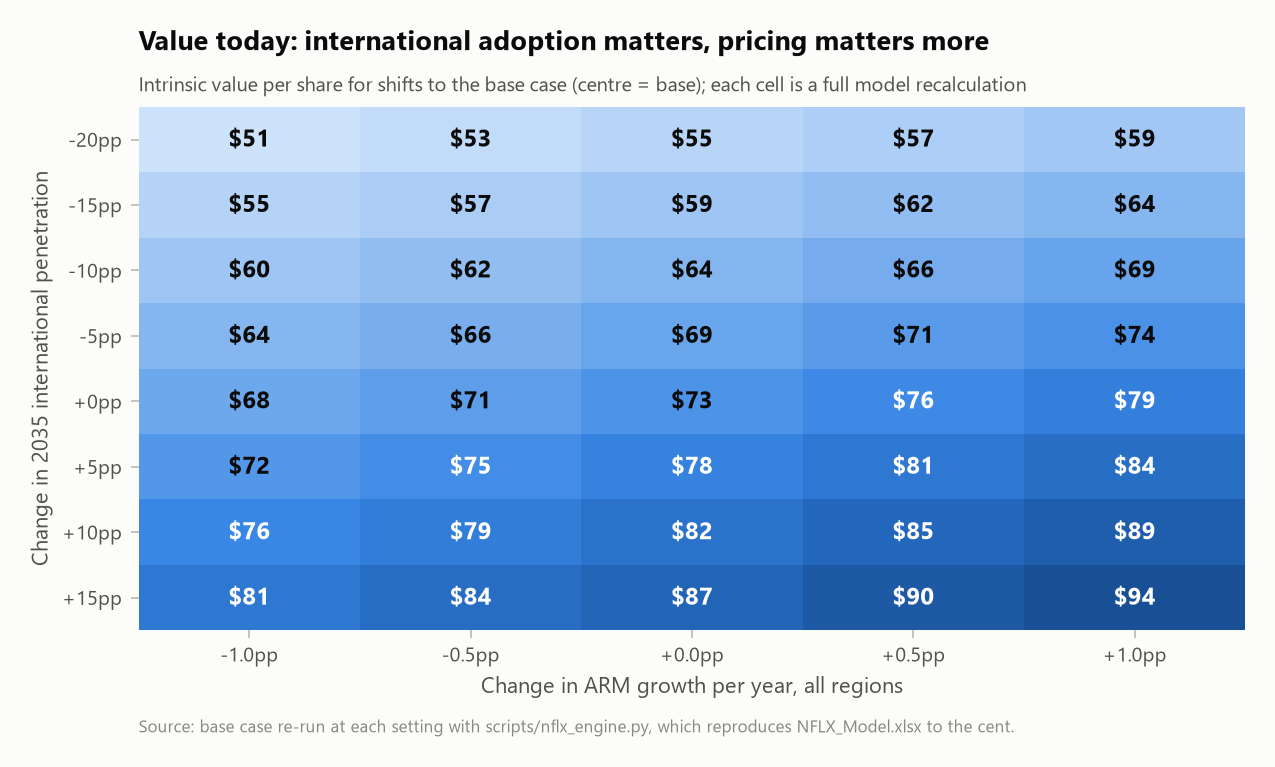 Value today: international adoption matters, pricing matters more
Intrinsic value per share for shifts to the base case (centre = base); each cell is a full model recalculation
Change in 2035 international penetration
-20pp $51 $53 $55 $57 $59
-15pp $55 $57 $59 $62 $64
-10pp $60 $62 $64 $66 $69
-5pp $64 $66 $69 $71 $74
+0pp $68 $71 $73 $76 $79
+5pp $72 $75 $78 $81 $84
+10pp $76 $79 $82 $85 $89
+15pp $81 $84 $87 $90 $94
-1.0pp -0.5pp +0.0pp +0.5pp +1.0pp
Change in ARM growth per year, all regions
Source: base case re-run at each setting with scripts/nflx_engine.py, which reproduces NFLX_Model.xlsx to the cent.